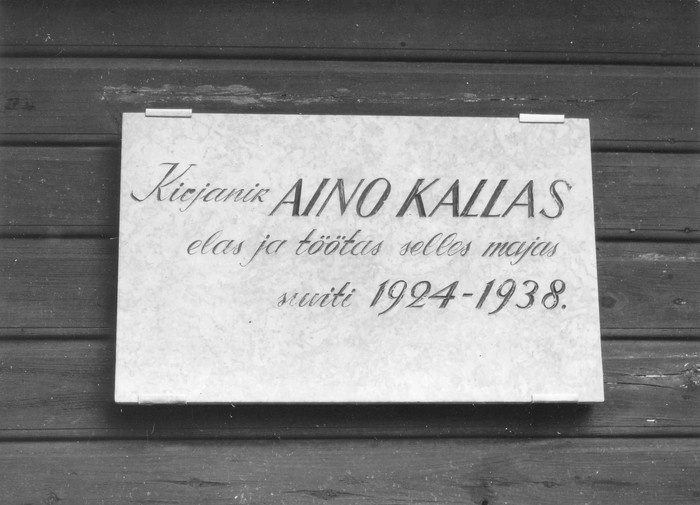 Kirjanik AINO KALLAS
elas ja töötas selles majas
suviti 1924-1938.